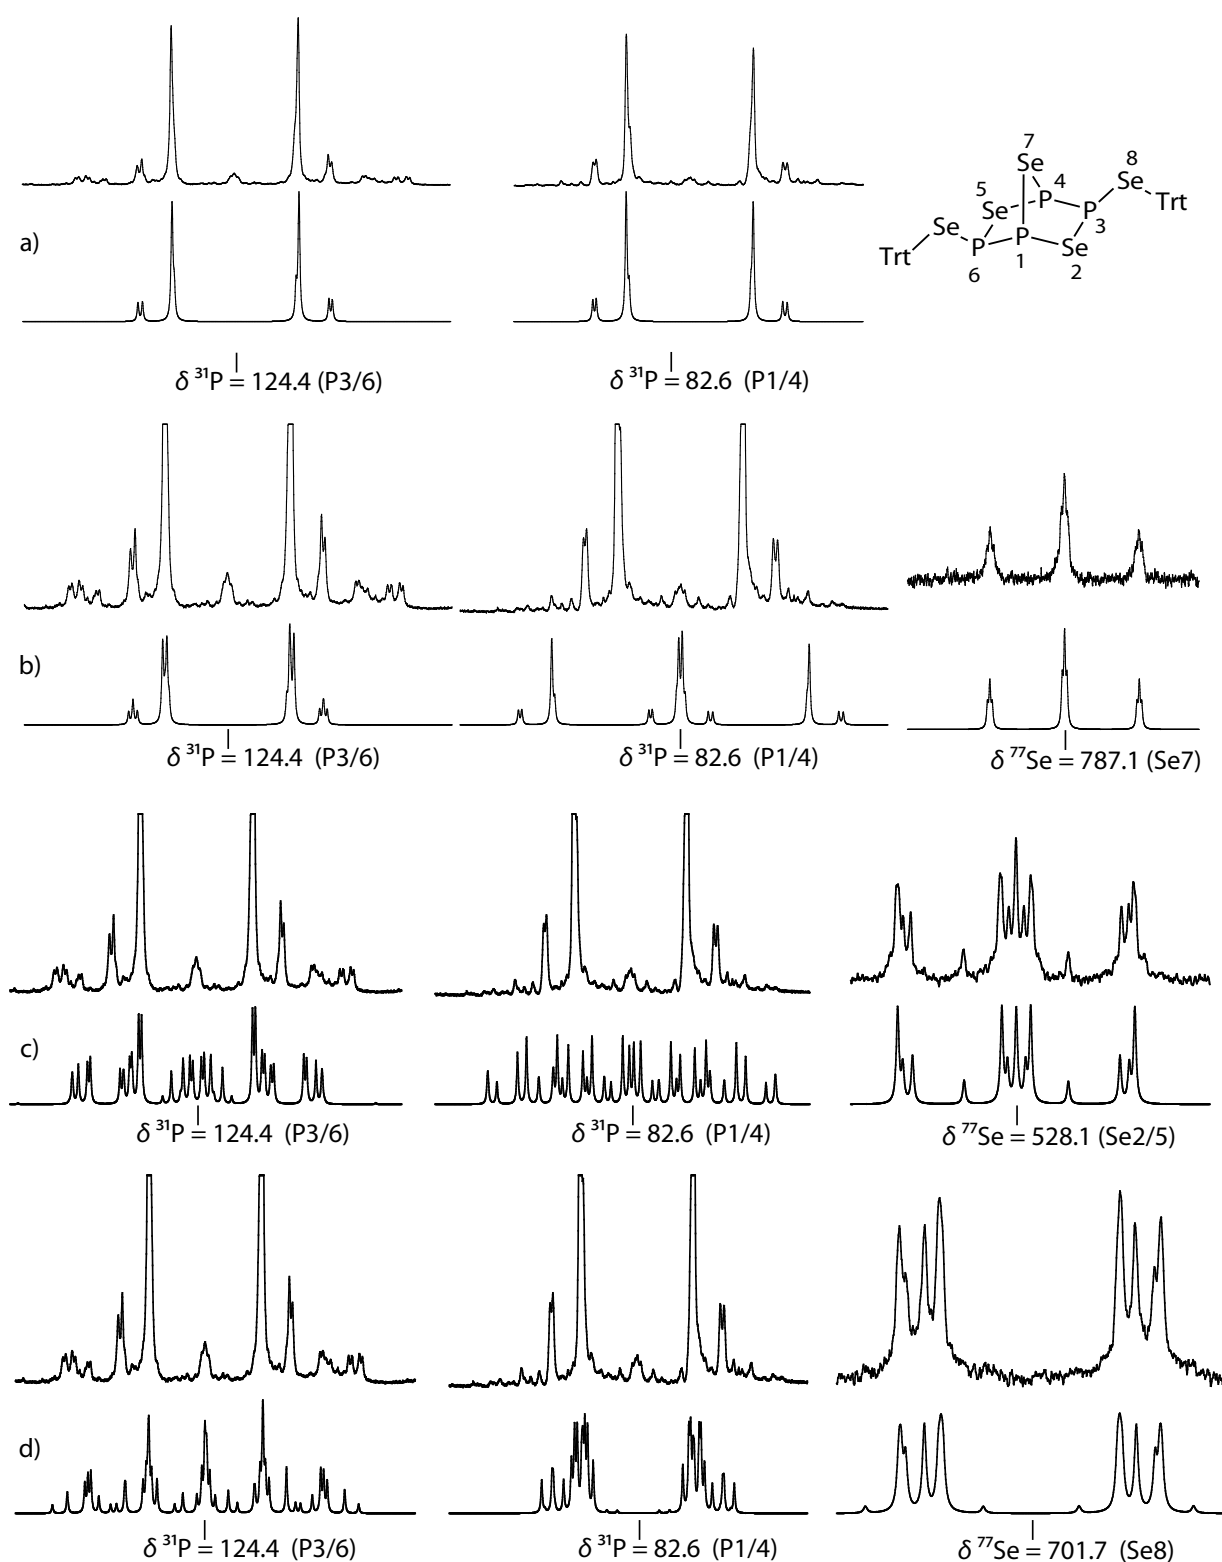 7
Se
8
Se
Trt
5
4
Se
P
P
3
Se
P
P
Se
Trt
6
1
2
a)
δ ³¹P = 124.4 (P3/6)
δ ³¹P = 82.6 (P1/4)
b)
δ ³¹P = 124.4 (P3/6)
δ ³¹P = 82.6 (P1/4)
δ ⁷⁷Se = 787.1 (Se7)
c)
δ ³¹P = 124.4 (P3/6)
δ ³¹P = 82.6 (P1/4)
δ ⁷⁷Se = 528.1 (Se2/5)
d)
δ ³¹P = 124.4 (P3/6)
δ ³¹P = 82.6 (P1/4)
δ ⁷⁷Se = 701.7 (Se8)